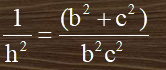 1/h² = (b² + c²)/b²c²